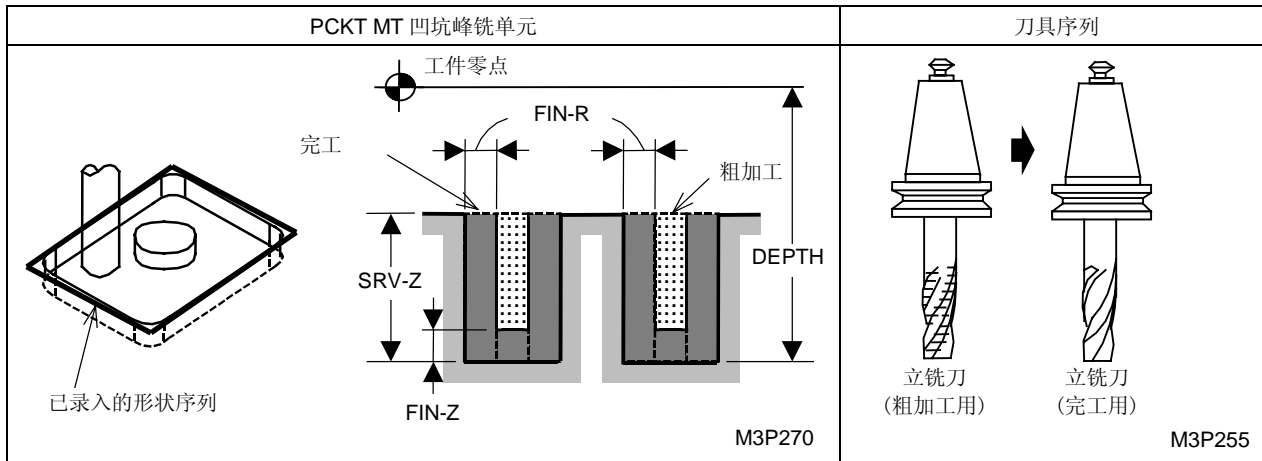 PCKT MT 凹坑峰铣单元
刀具序列
工件零点
FIN-R
完工
粗加工
DEPTH
SRV-Z
已录入的形状序列
FIN-Z
M3P270
立铣刀
(粗加工用)
立铣刀
(完工用)
M3P255